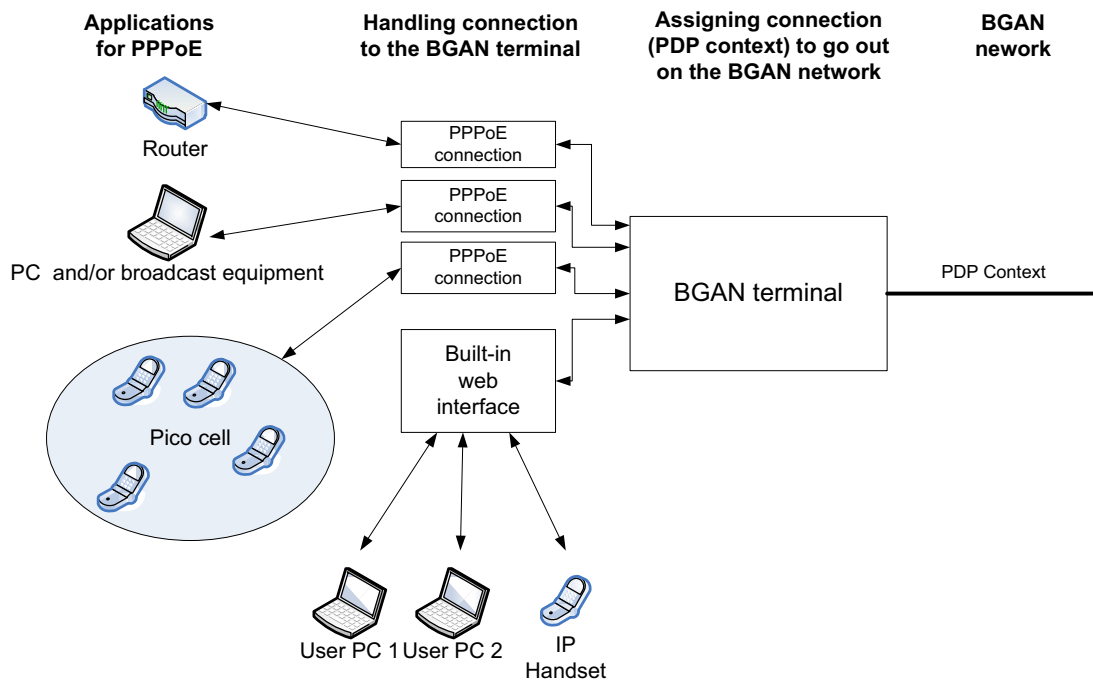 Applications
for PPPoE
Handling connection
to the BGAN terminal
Assigning connection
(PDP context) to go out
on the BGAN network
BGAN
nework
Router
PPPoE
connection
PPPoE
connection
PC and/or broadcast equipment
PPPoE
connection
BGAN terminal
PDP Context
Built-in
web
interface
Pico cell
User PC 1
User PC 2
IP
Handset